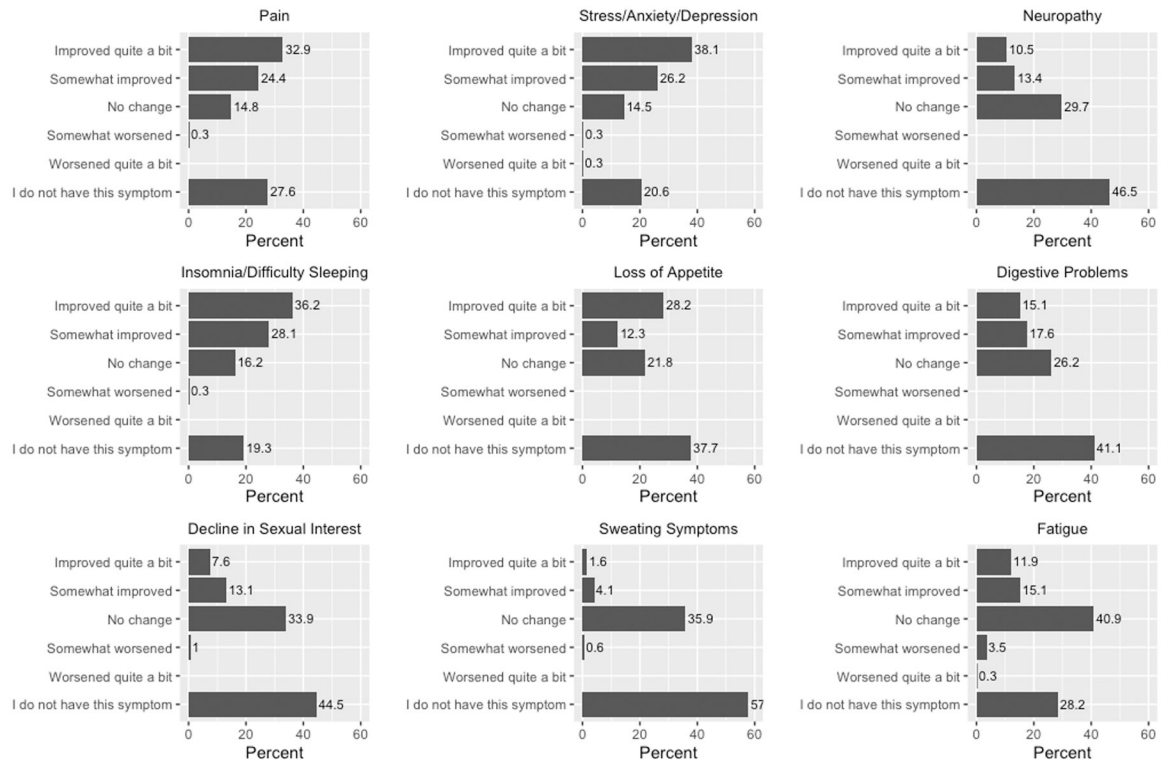 Pain
Improved quite a bit 32.9
Somewhat improved 24.4
No change 14.8
Somewhat worsened 0.3
Worsened quite a bit
I do not have this symptom 27.6
0 20 40 60
Percent
Stress/Anxiety/Depression
Improved quite a bit 38.1
Somewhat improved 26.2
No change 14.5
Somewhat worsened 0.3
Worsened quite a bit 0.3
I do not have this symptom 20.6
0 20 40 60
Percent
Neuropathy
Improved quite a bit 10.5
Somewhat improved 13.4
No change 29.7
Somewhat worsened
Worsened quite a bit
I do not have this symptom 46.5
0 20 40 60
Percent
Insomnia/Difficulty Sleeping
Improved quite a bit 36.2
Somewhat improved 28.1
No change 16.2
Somewhat worsened 0.3
Worsened quite a bit
I do not have this symptom 19.3
0 20 40 60
Percent
Loss of Appetite
Improved quite a bit 28.2
Somewhat improved 12.3
No change 21.8
Somewhat worsened
Worsened quite a bit
I do not have this symptom 37.7
0 20 40 60
Percent
Digestive Problems
Improved quite a bit 15.1
Somewhat improved 17.6
No change 26.2
Somewhat worsened
Worsened quite a bit
I do not have this symptom 41.1
0 20 40 60
Percent
Decline in Sexual Interest
Improved quite a bit 7.6
Somewhat improved 13.1
No change 33.9
Somewhat worsened 1
Worsened quite a bit
I do not have this symptom 44.5
0 20 40 60
Percent
Sweating Symptoms
Improved quite a bit 1.6
Somewhat improved 4.1
No change 35.9
Somewhat worsened 0.6
Worsened quite a bit
I do not have this symptom 57
0 20 40 60
Percent
Fatigue
Improved quite a bit 11.9
Somewhat improved 15.1
No change 40.9
Somewhat worsened 3.5
Worsened quite a bit 0.3
I do not have this symptom 28.2
0 20 40 60
Percent